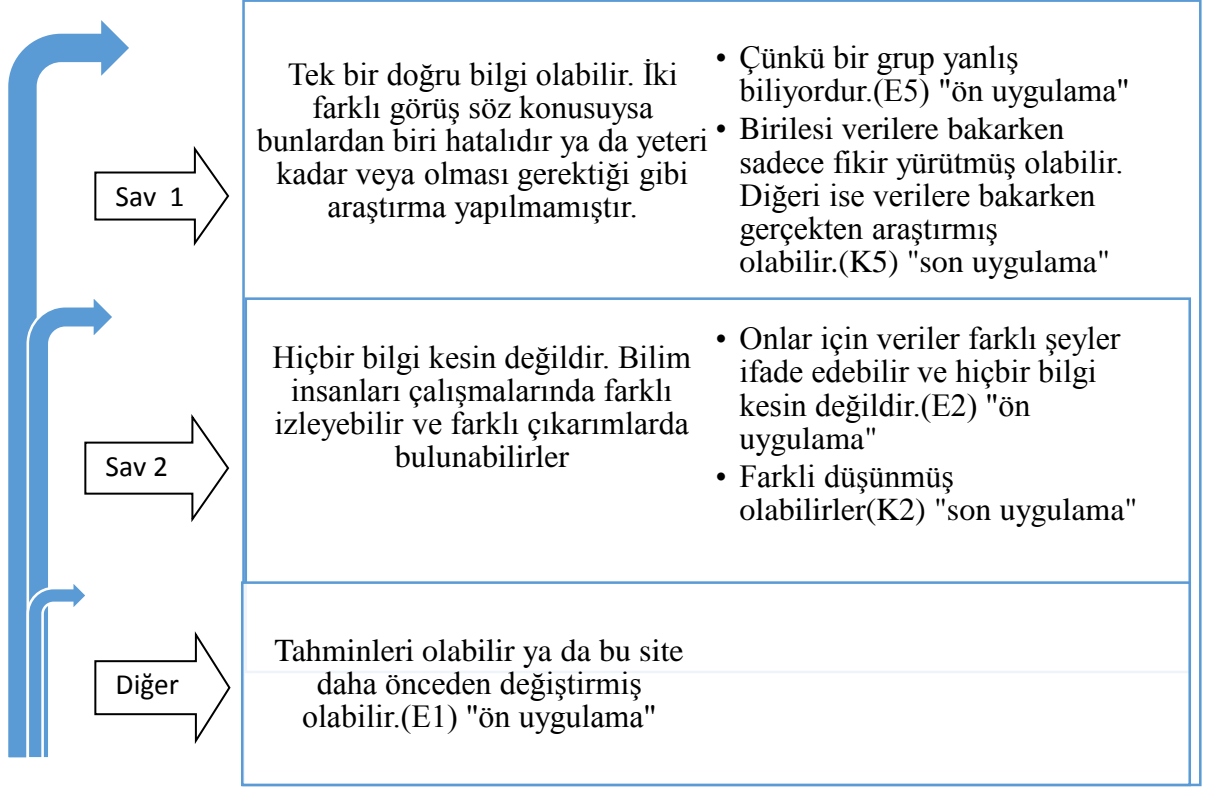 Sav 1
Tek bir doğru bilgi olabilir. İki
farklı görüş söz konusuysa
bunlardan biri hatalıdır ya da yeteri
kadar veya olması gerektiği gibi
araştırma yapılmamıştır.
• Çünkü bir grup yanlış
biliyordur.(E5) "ön uygulama"
• Birilesi verilere bakarken
sadece fikir yürütmüş olabilir.
Diğeri ise verilere bakarken
gerçekten araştırmış
olabilir.(K5) "son uygulama"
Sav 2
Hiçbir bilgi kesin değildir. Bilim
insanları çalışmalarında farklı
izleyebilir ve farklı çıkarımlarda
bulunabilirler
• Onlar için veriler farklı şeyler
ifade edebilir ve hiçbir bilgi
kesin değildir.(E2) "ön
uygulama"
• Farkli düşünmüş
olabilirler(K2) "son uygulama"
Diğer
Tahminleri olabilir ya da bu site
daha önceden değiştirmiş
olabilir.(E1) "ön uygulama"